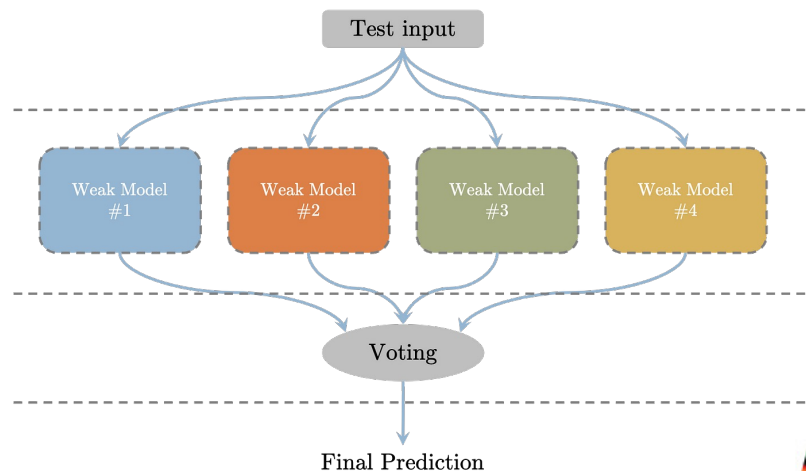 Test input
Weak Model
#1
Weak Model
#2
Weak Model
#3
Weak Model
#4
Voting
Final Prediction